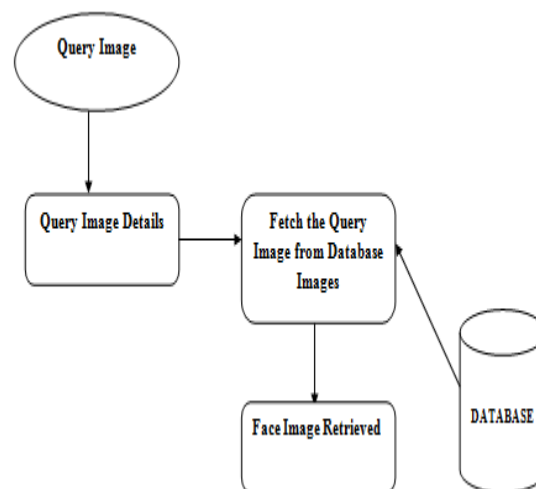 Query Image
Query Image Details
Fetch the Query
Image from Database
Images
DATABASE
Face Image Retrieved